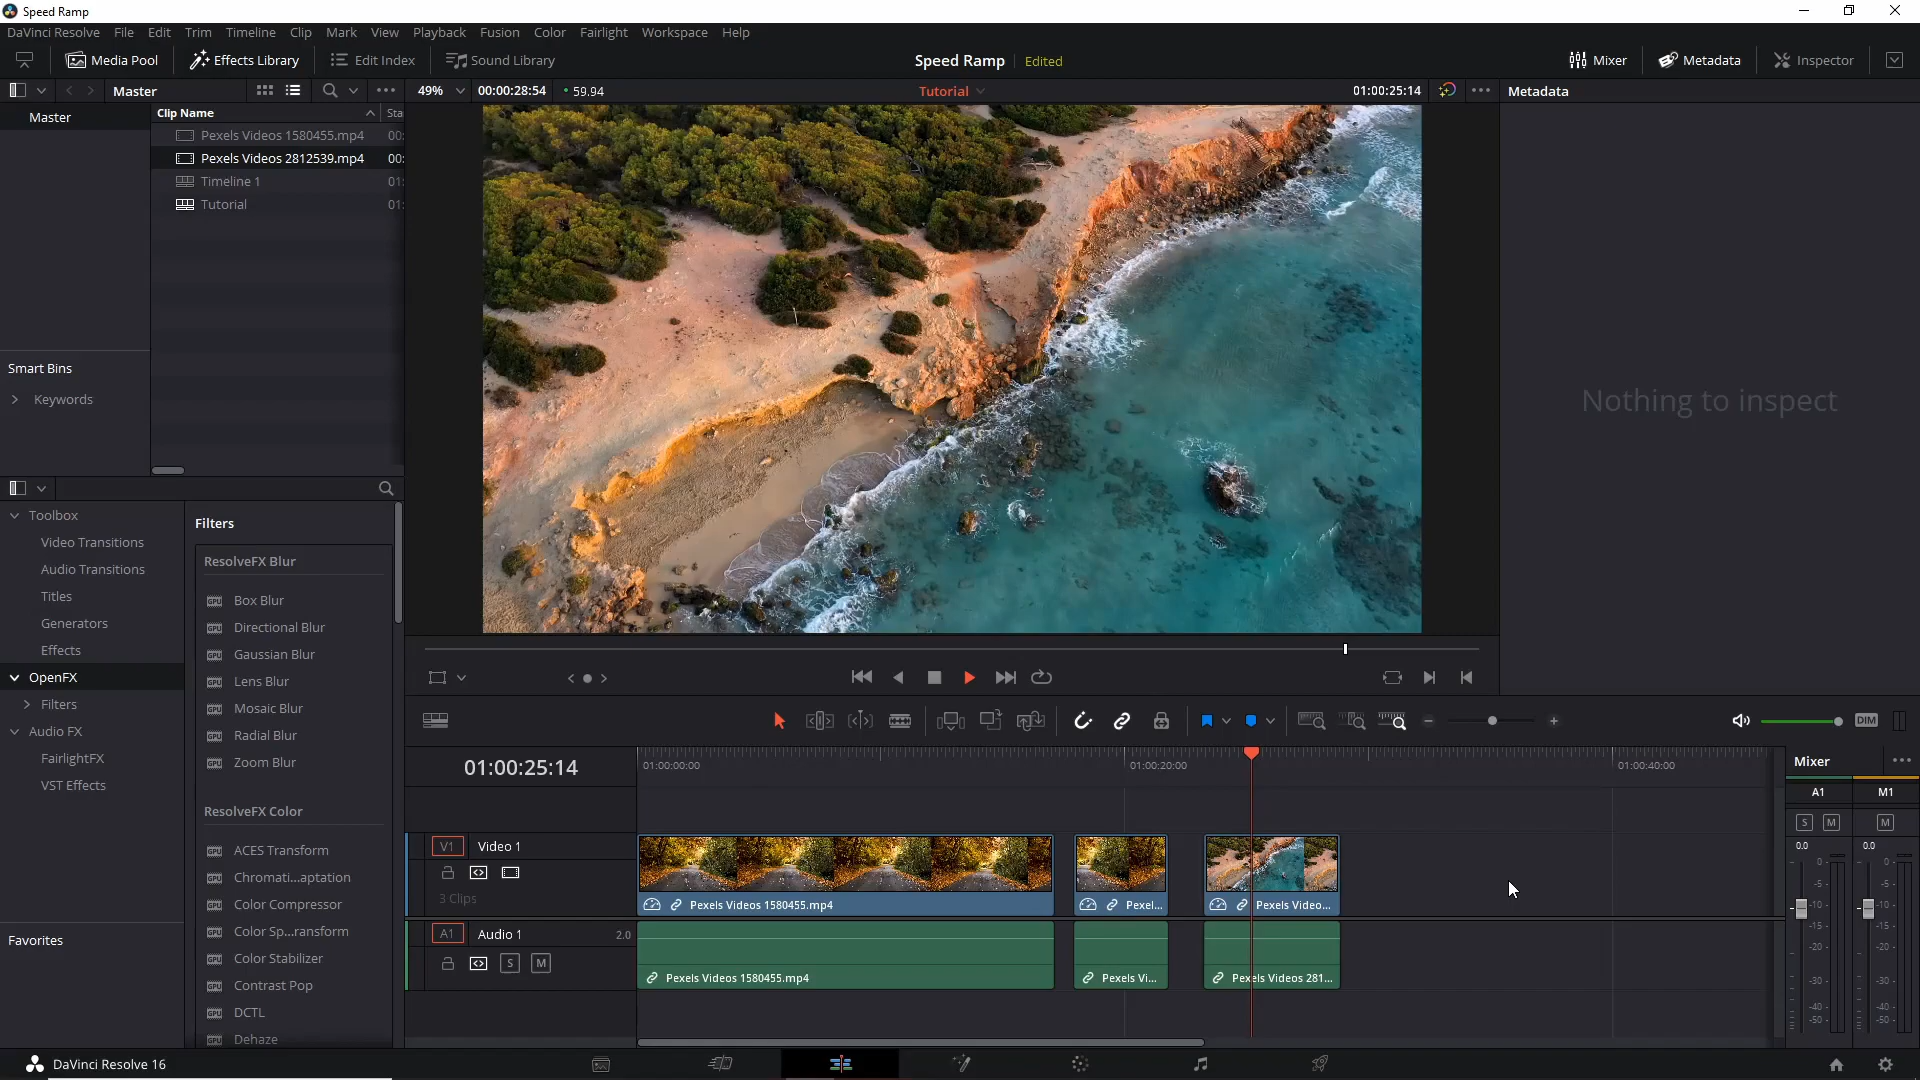 Speed Ramp
DaVinci Resolve File Edit Trim Timeline Clip Mark View Playback Fusion Color Fairlight Workspace Help
Media Pool Effects Library Edit Index Sound Library Speed Ramp Edited Mixer Metadata Inspector
Master 49% 00:00:28:54 59.94 Tutorial 01:00:25:14 Metadata
Master
Clip Name Sta
Pexels Videos 1580455.mp4 00:
Pexels Videos 2812539.mp4 00:
Timeline 1 01:
Tutorial 01:
Smart Bins
Keywords
Nothing to inspect
Toolbox
Video Transitions
Audio Transitions
Titles
Generators
Effects
OpenFX
Filters
Audio FX
FairlightFX
VST Effects
Favorites
Filters
ResolveFX Blur
Box Blur
Directional Blur
Gaussian Blur
Lens Blur
Mosaic Blur
Radial Blur
Zoom Blur
ResolveFX Color
ACES Transform
Chromati...aptation
Color Compressor
Color Sp...ransform
Color Stabilizer
Contrast Pop
DCTL
Dehaze
DIM
01:00:25:14
01:00:00:00 01:00:20:00 01:00:40:00
V1 Video 1
3 Clips
Pexels Videos 1580455.mp4 Pexel... Pexels Video...
A1 Audio 1 2.0
S M
Pexels Videos 1580455.mp4 Pexels Vi... Pexels Videos 281...
Mixer
A1 M1
S M M
0.0 0.0
0 0
-5 -5
-10 -10
-15 -15
-20 -20
-30 -30
-40 -40
-50 -50
DaVinci Resolve 16